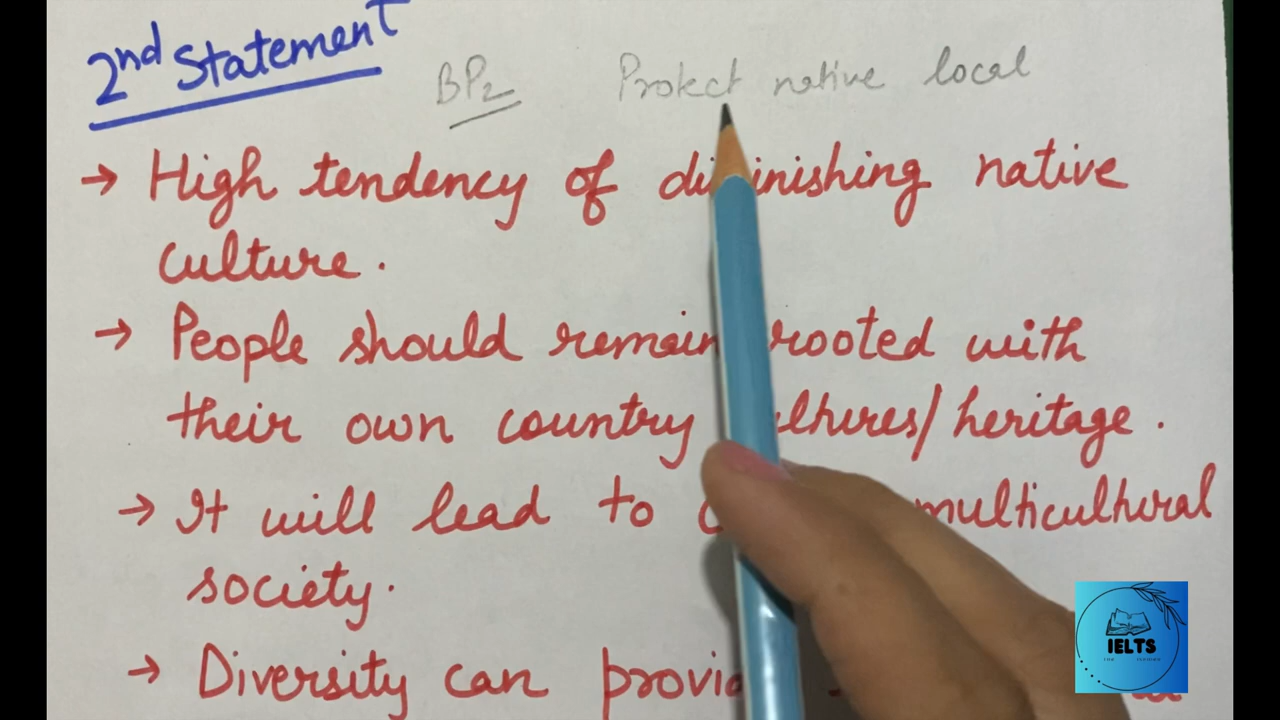 2nd Statement
BP2 Protect native local
→ High tendency of diminishing native
culture.
→ People should remain rooted with
their own country cultures/heritage.
→ It will lead to multicultural
society.
→ Diversity can
IELTS